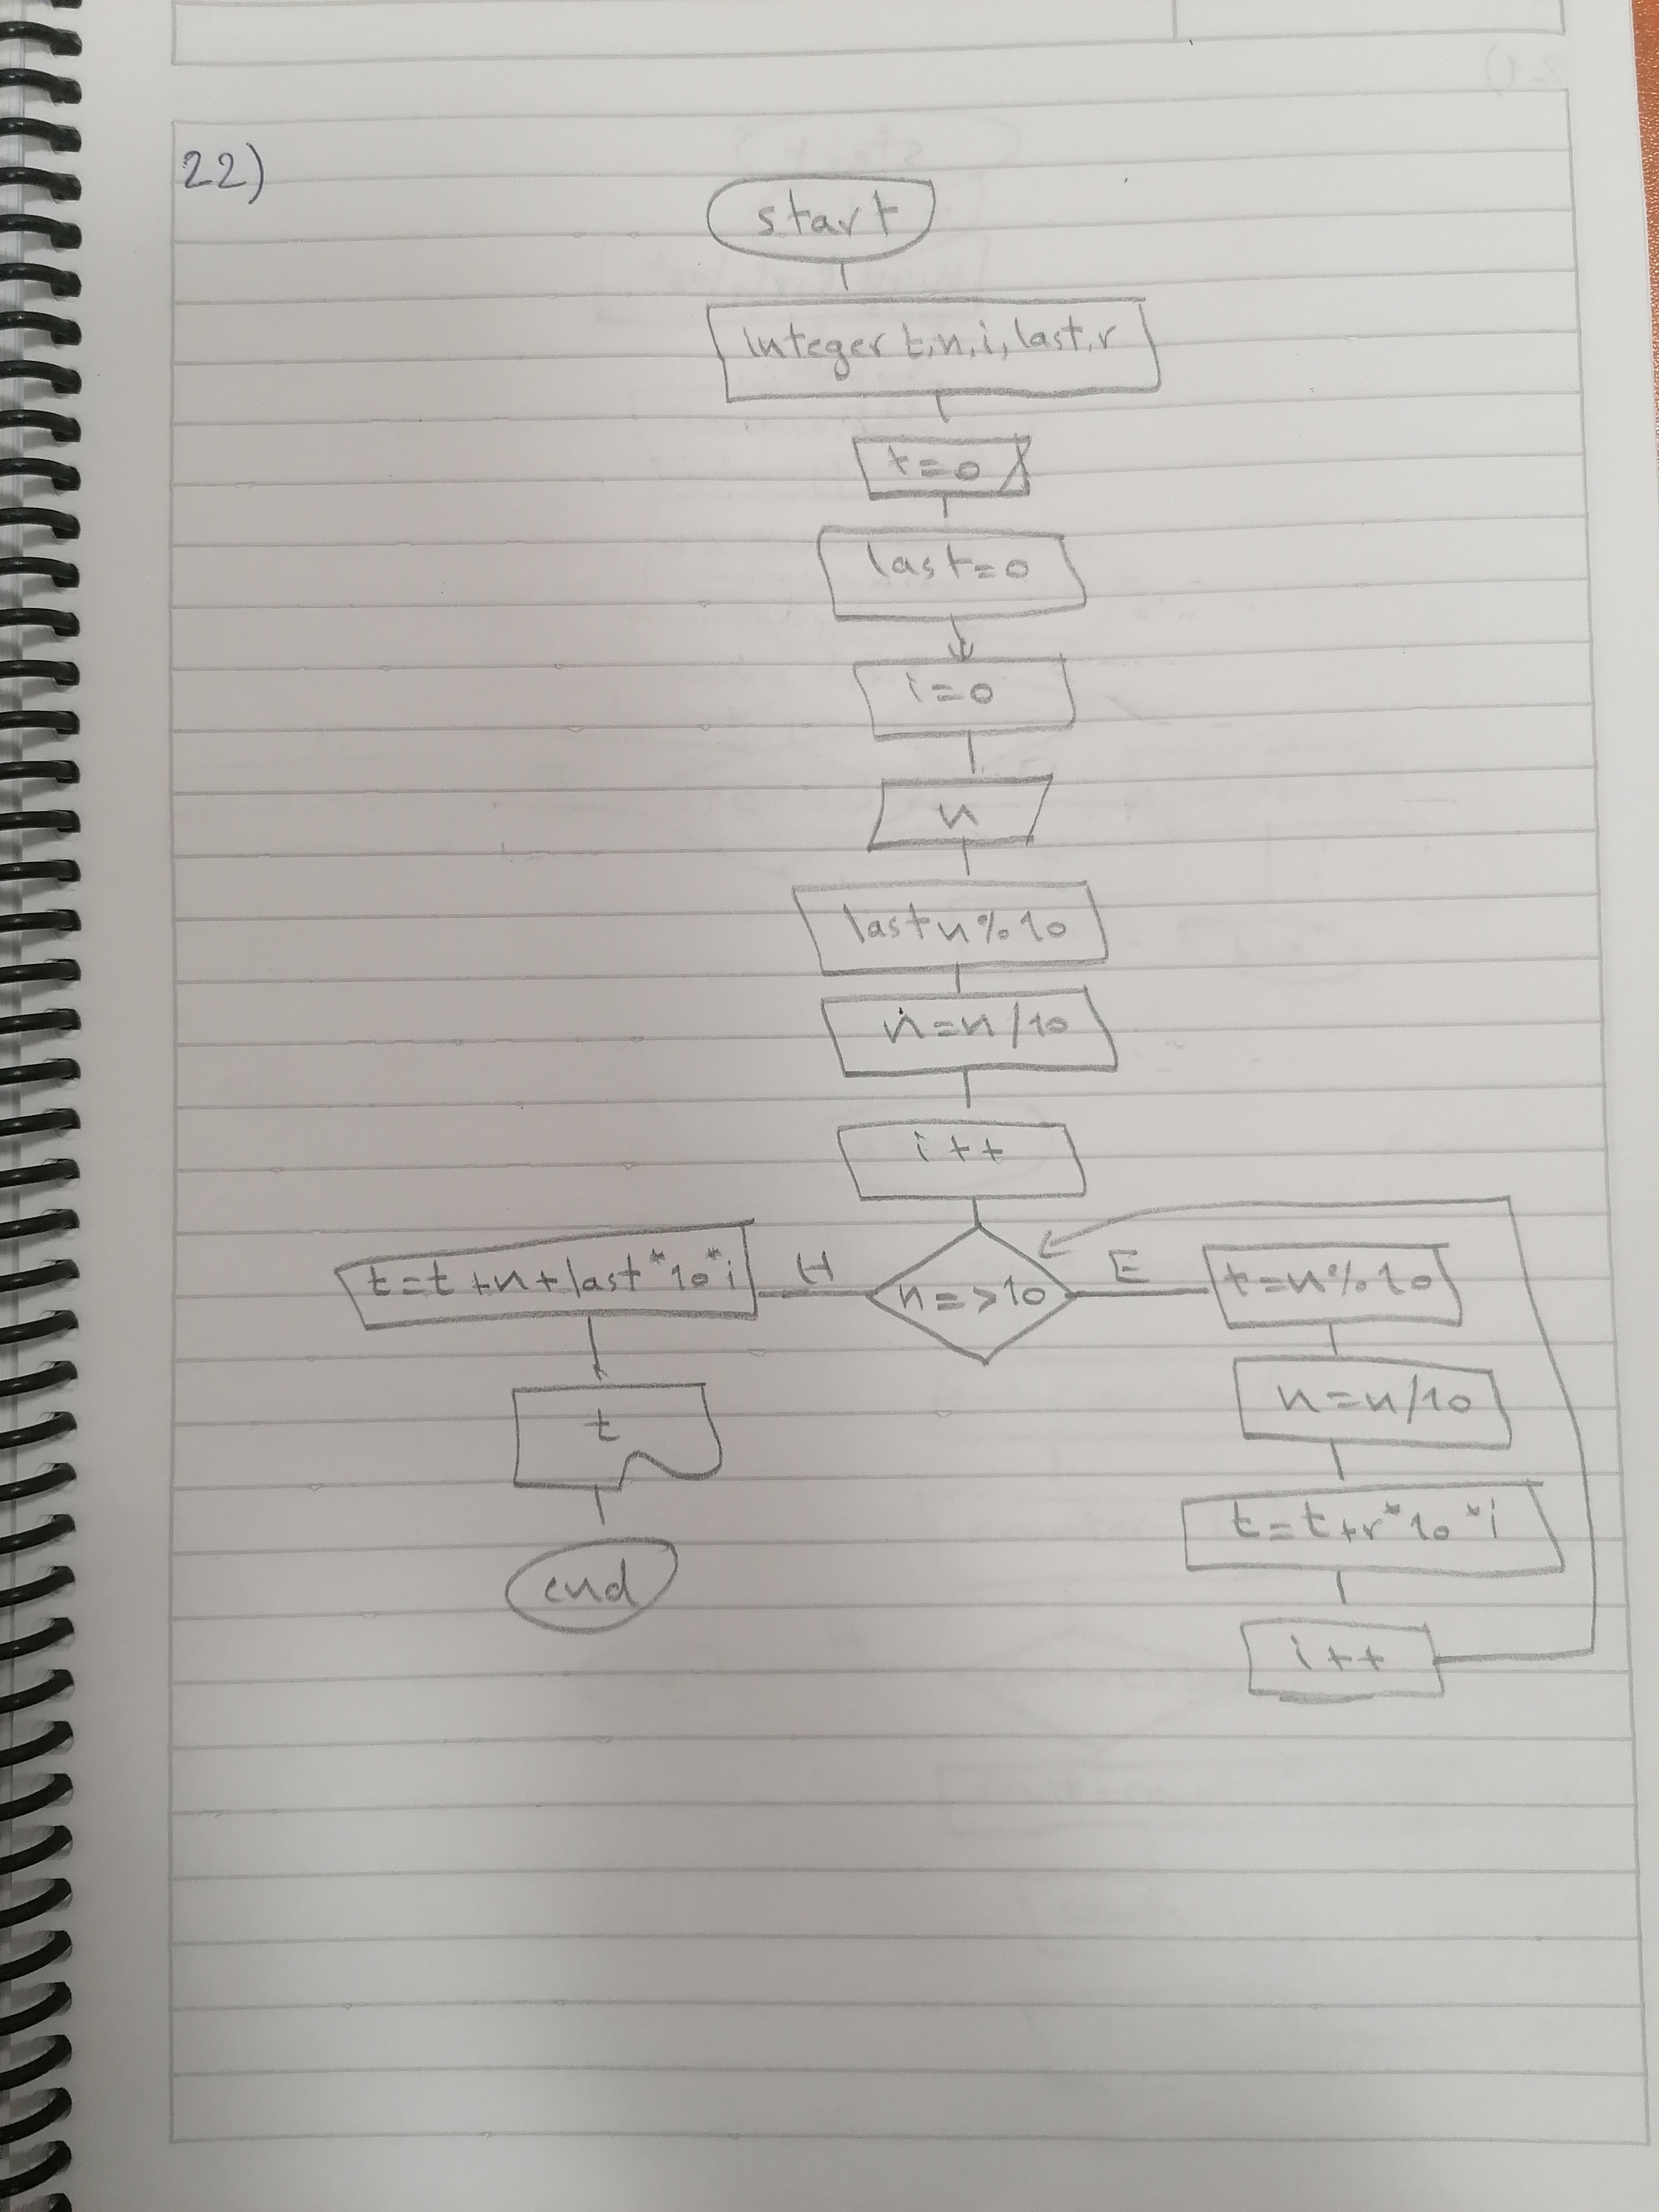 22)
start
Integer t,n,i,last,r
t=0
last=0
i=0
n
last n%10
n=n/10
i++
t=t+n+last*10*i H n=>10 E t=n%10
n=n/10
t
t=t+r*10*i
end
i++